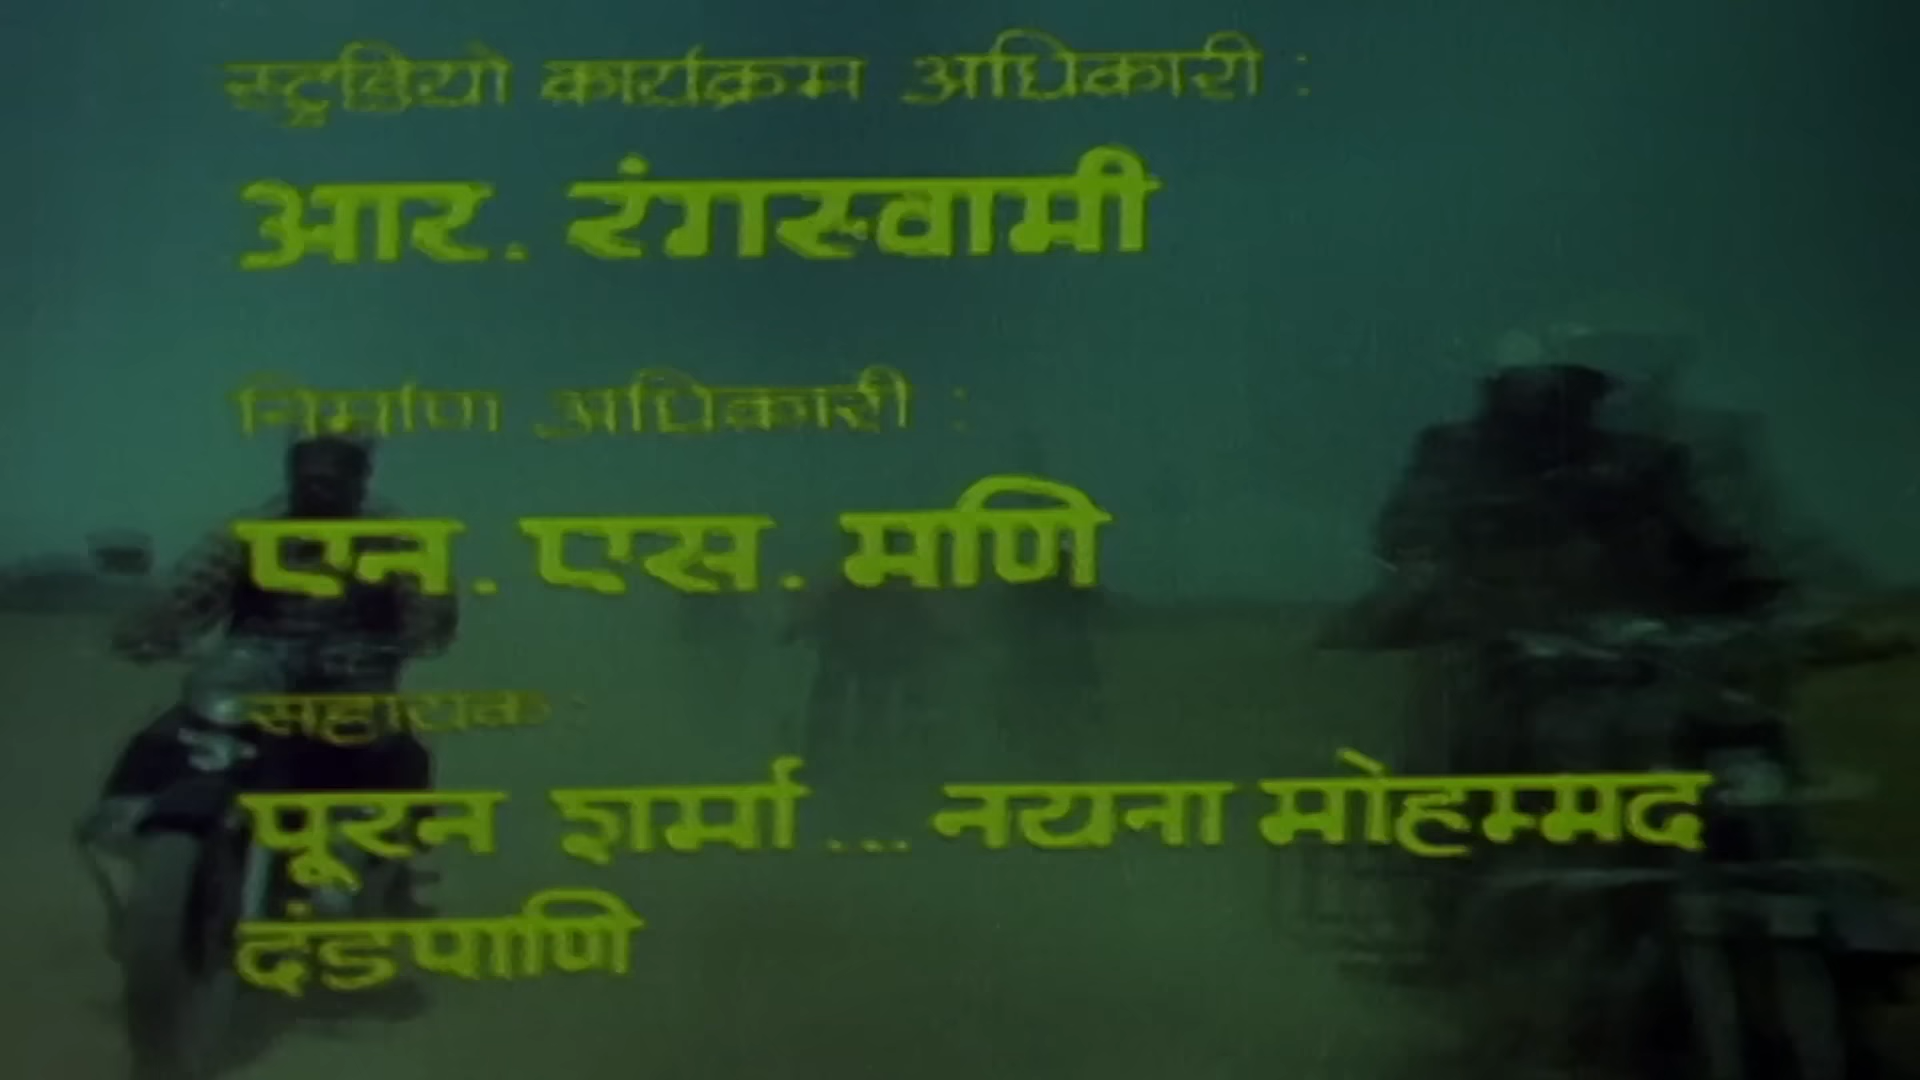 स्टुडियो कार्यक्रम अधिकारी :
आर. रंगस्वामी
निर्माण अधिकारी :
एन. एस. मणि
सहायक :
पूरन शर्मा ... नयना मोहम्मद
दंडपाणि